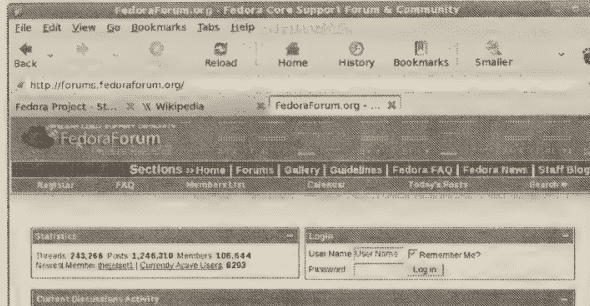 FedoraForum.org - Fedora Core Support Forum & Community
File Edit View Go Bookmarks Tabs Help
Back Reload Home History Bookmarks Smaller
http://forums.fedoraforum.org/
Fedora Project - St... Wikipedia FedoraForum.org - ...
FedoraForum
Sections »» Home | Forums | Gallery | Guidelines | Fedora FAQ | Fedora News | Staff Blog
Register FAQ Members List Calendar Today's Posts Search
Statistics
Threads 243,266 Posts 1,246,310 Members 106,544
Newest Member | Currently Active Users 6293
Login
User Name User Name Remember Me?
Password Log in
Current Discussions Activity